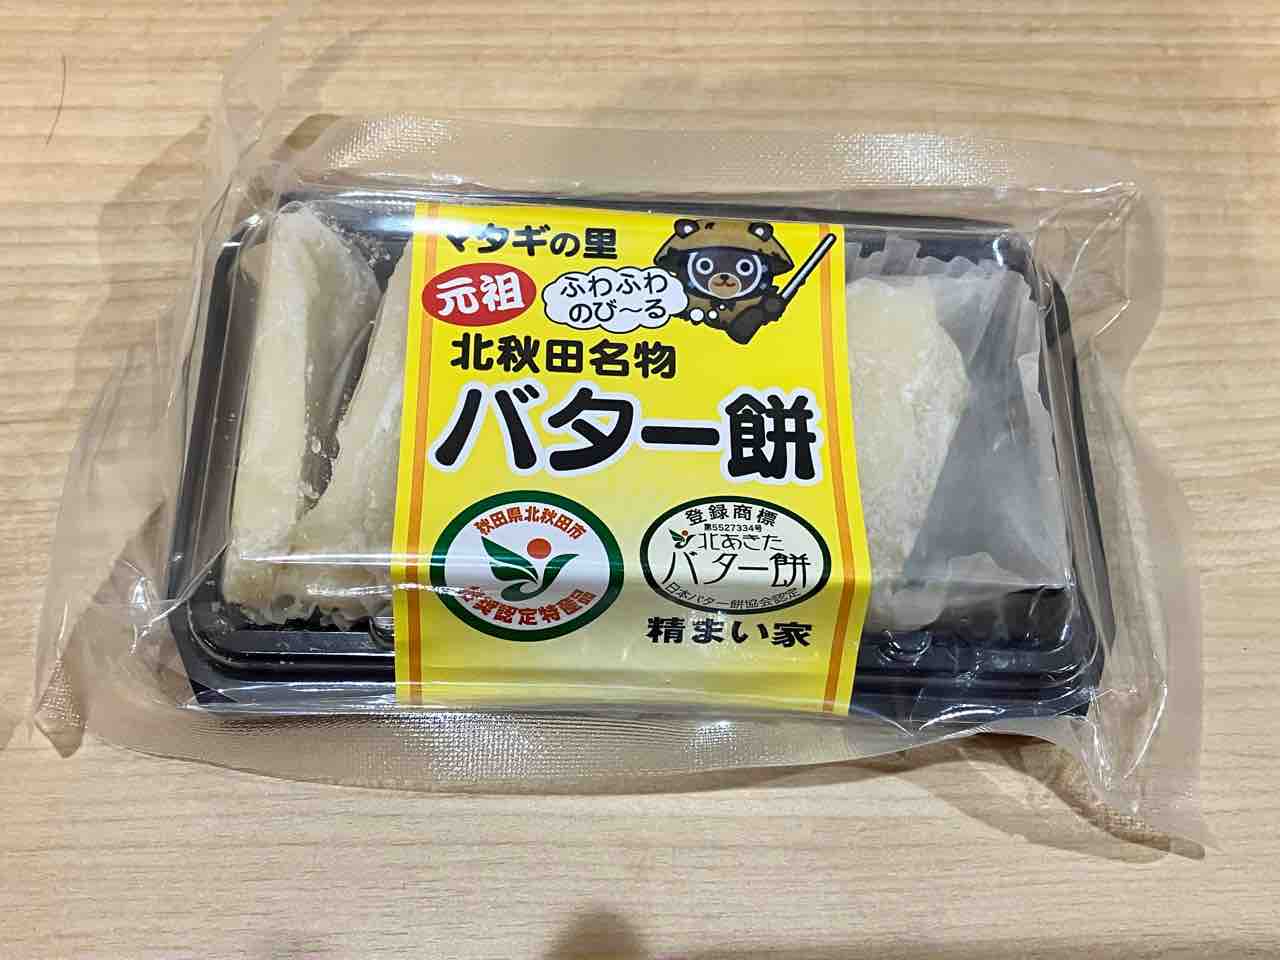 マタギの里
元祖
ふわふわ
のび〜る
北秋田名物
バター餅
秋田県北秋田市
推奨認定特産品
登録商標
第5527334号
北あきた
バター餅
日本バター餅協会認定
精まい家